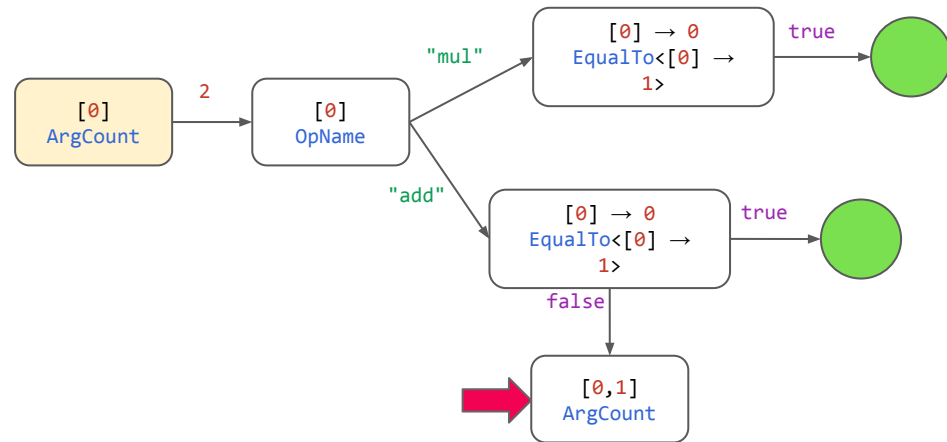 [0]
ArgCount
2
[0]
OpName
"mul"
[0] → 0
EqualTo<[0] →
1>
true
"add"
[0] → 0
EqualTo<[0] →
1>
true
false
[0,1]
ArgCount